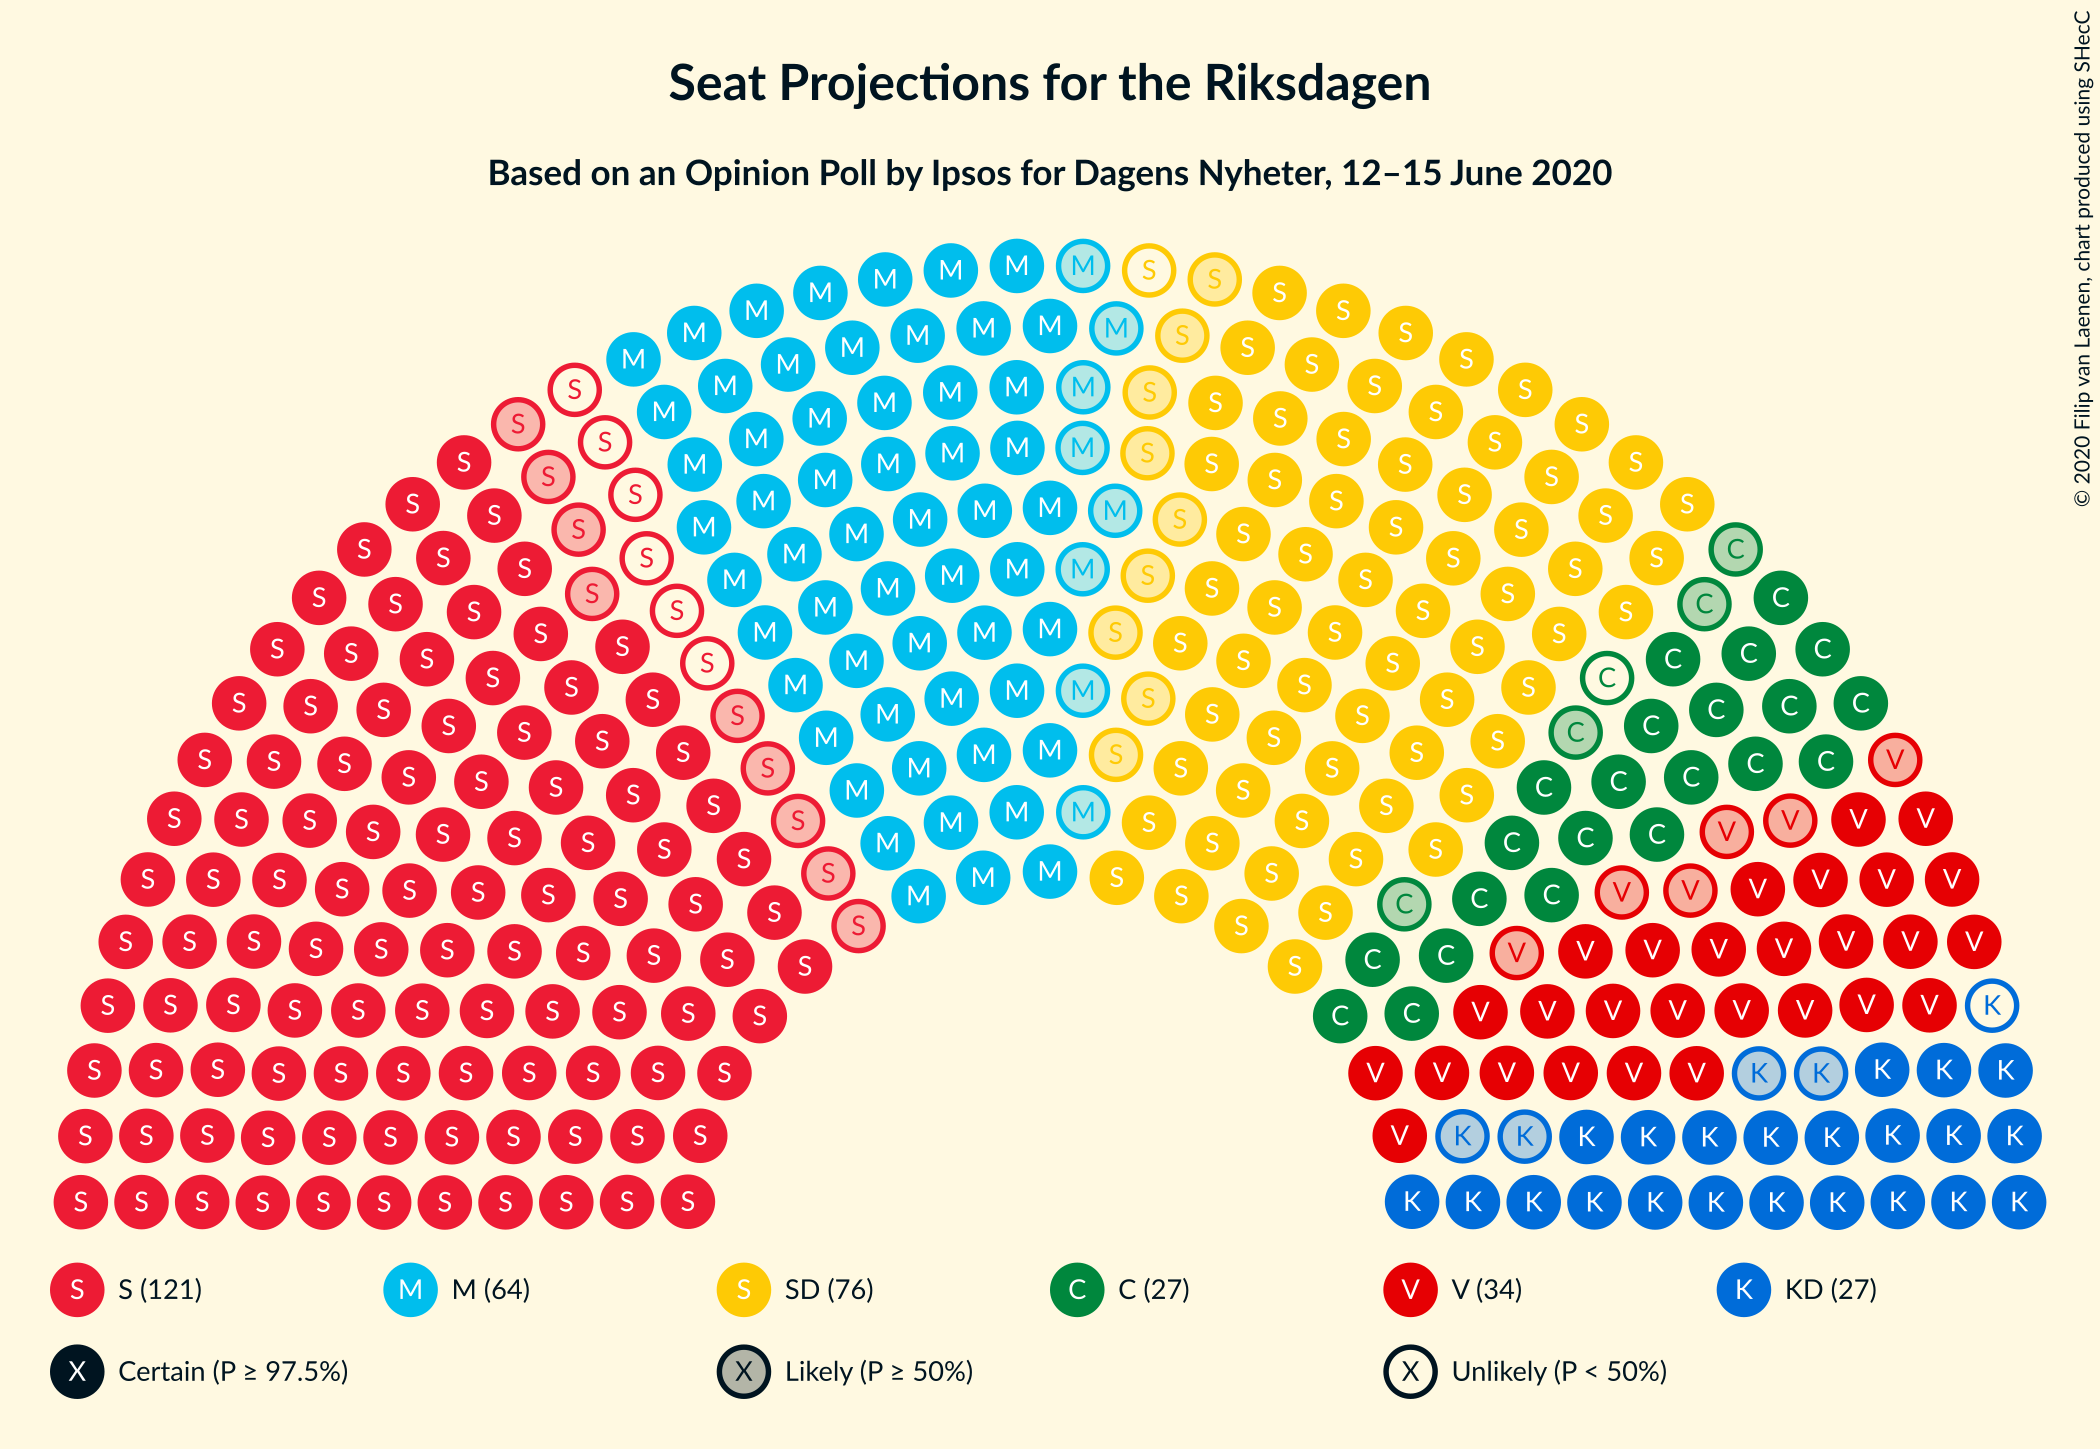 Seat Projections for the Riksdagen
Based on an Opinion Poll by Ipsos for Dagens Nyheter, 12–15 June 2020
© 2020 Filip van Laenen, chart produced using SHecC
S S (121) M M (64) S SD (76) C C (27) V V (34) K KD (27)
X Certain (P ≥ 97.5%) X Likely (P ≥ 50%) X Unlikely (P < 50%)